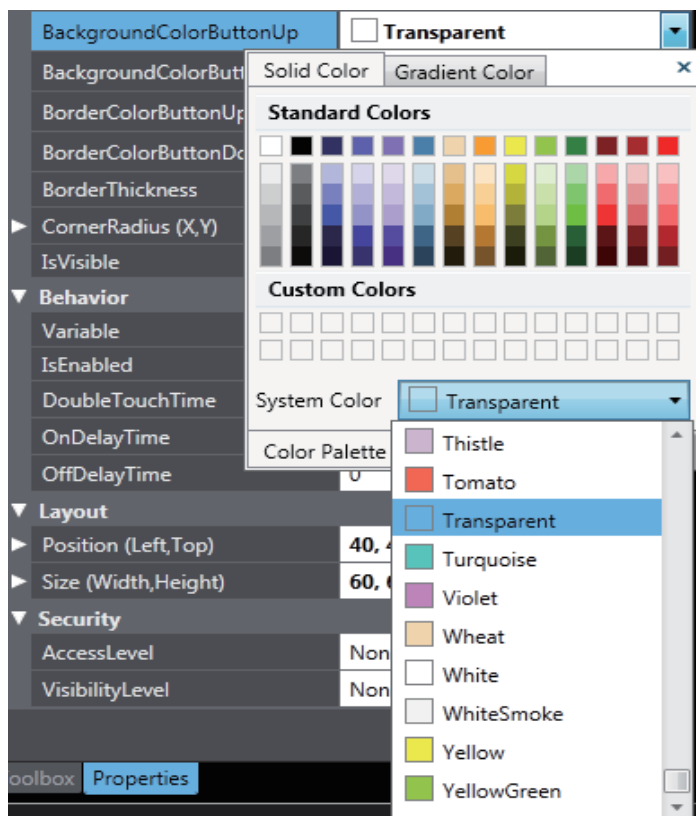 BackgroundColorButtonUp Transparent
BackgroundColorButt
Solid Color Gradient Color ×
BorderColorButtonUp
Standard Colors
BorderColorButtonDo
BorderThickness
CornerRadius (X,Y)
IsVisible
Custom Colors
Behavior
Variable
IsEnabled
DoubleTouchTime
System Color Transparent
OnDelayTime
Color Palette
Thistle
OffDelayTime 0
Tomato
Layout
Transparent
Position (Left,Top) 40, 4
Turquoise
Size (Width,Height) 60, 6
Violet
Security
Wheat
AccessLevel Non
White
VisibilityLevel Non
WhiteSmoke
Yellow
oolbox Properties
YellowGreen